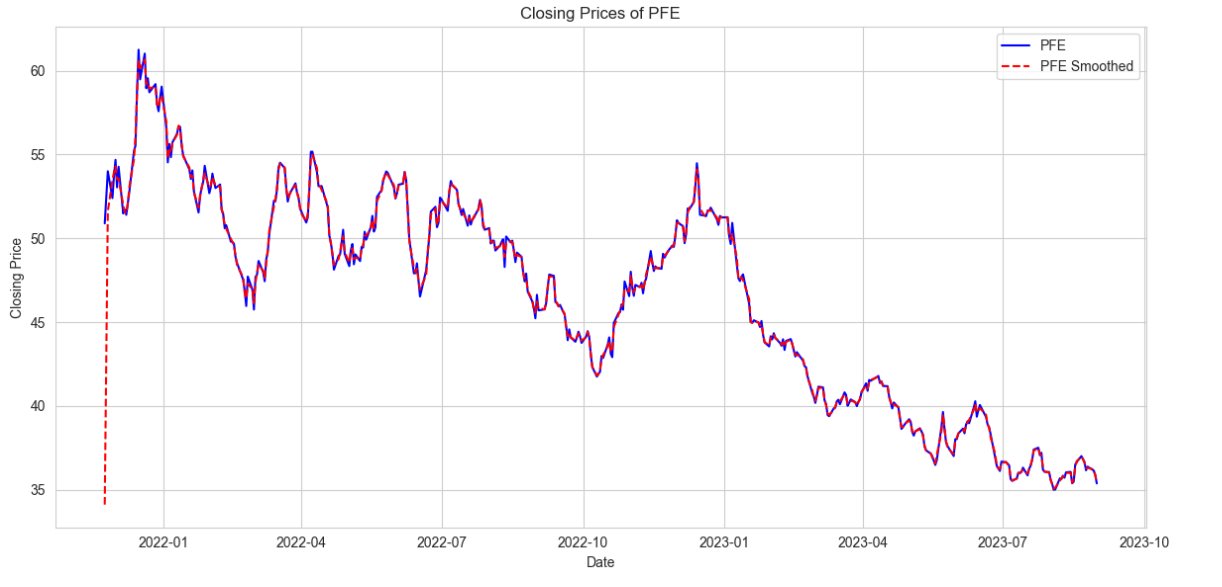 Closing Prices of PFE
PFE
PFE Smoothed
Closing Price
60
55
50
45
40
35
2022-01
2022-04
2022-07
2022-10
2023-01
2023-04
2023-07
2023-10
Date